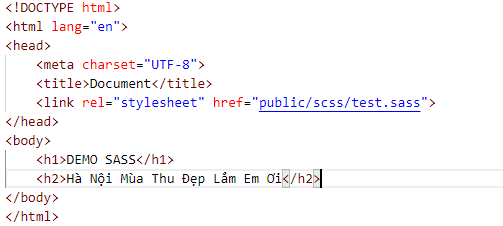 <!DOCTYPE html>
<html lang="en">
<head>
    <meta charset="UTF-8">
    <title>Document</title>
    <link rel="stylesheet" href="public/scss/test.sass">
</head>
<body>
    <h1>DEMO SASS</h1>
    <h2>Hà Nội Mùa Thu Đẹp Lắm Em Ơi</h2>
</body>
</html>